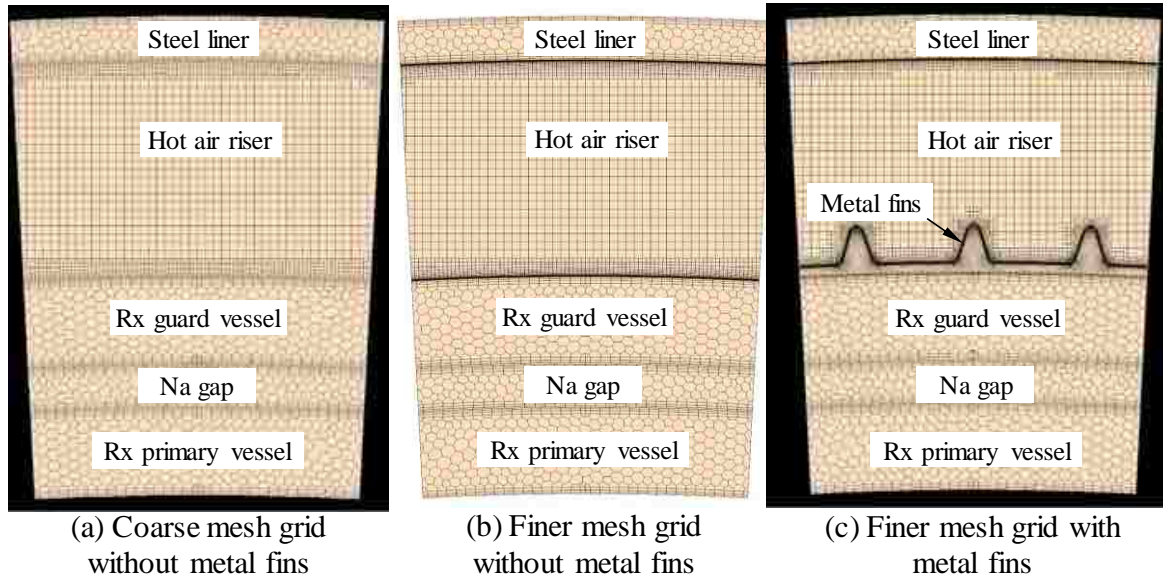 Steel liner
Hot air riser
Rx guard vessel
Na gap
Rx primary vessel
(a) Coarse mesh grid
without metal fins
Steel liner
Hot air riser
Rx guard vessel
Na gap
Rx primary vessel
(b) Finer mesh grid
without metal fins
Steel liner
Hot air riser
Metal fins
Rx guard vessel
Na gap
Rx primary vessel
(c) Finer mesh grid with
metal fins